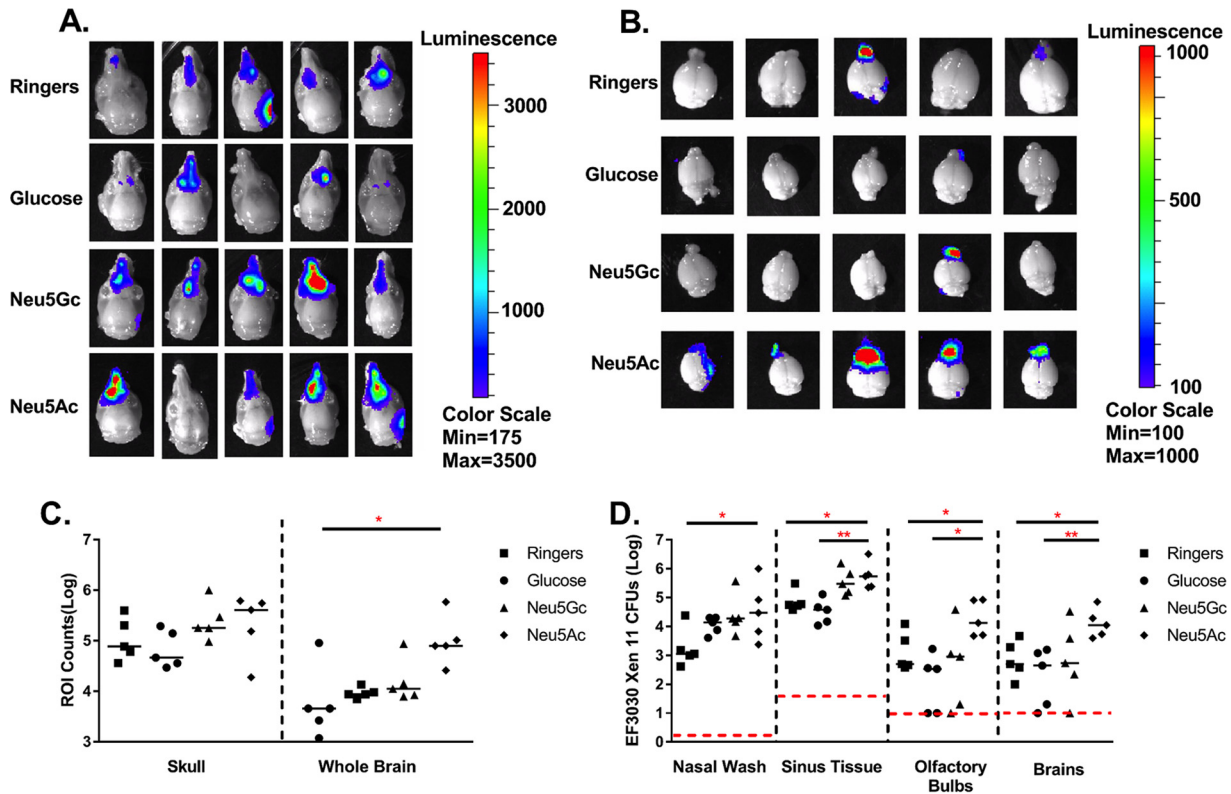 A.
Luminescence
Ringers
Glucose
Neu5Gc
Neu5Ac
3000
2000
1000
Color Scale
Min=175
Max=3500
B.
Luminescence
Ringers
Glucose
Neu5Gc
Neu5Ac
1000
500
100
Color Scale
Min=100
Max=1000
C.
*
ROI Counts(Log)
7
6
5
4
3
Skull
Whole Brain
Ringers
Glucose
Neu5Gc
Neu5Ac
D.
* * * *
** * **
EF3030 Xen 11 CFUs (Log)
7
6
5
4
3
2
1
0
Nasal Wash
Sinus Tissue
Olfactory
Bulbs
Brains
Ringers
Glucose
Neu5Gc
Neu5Ac